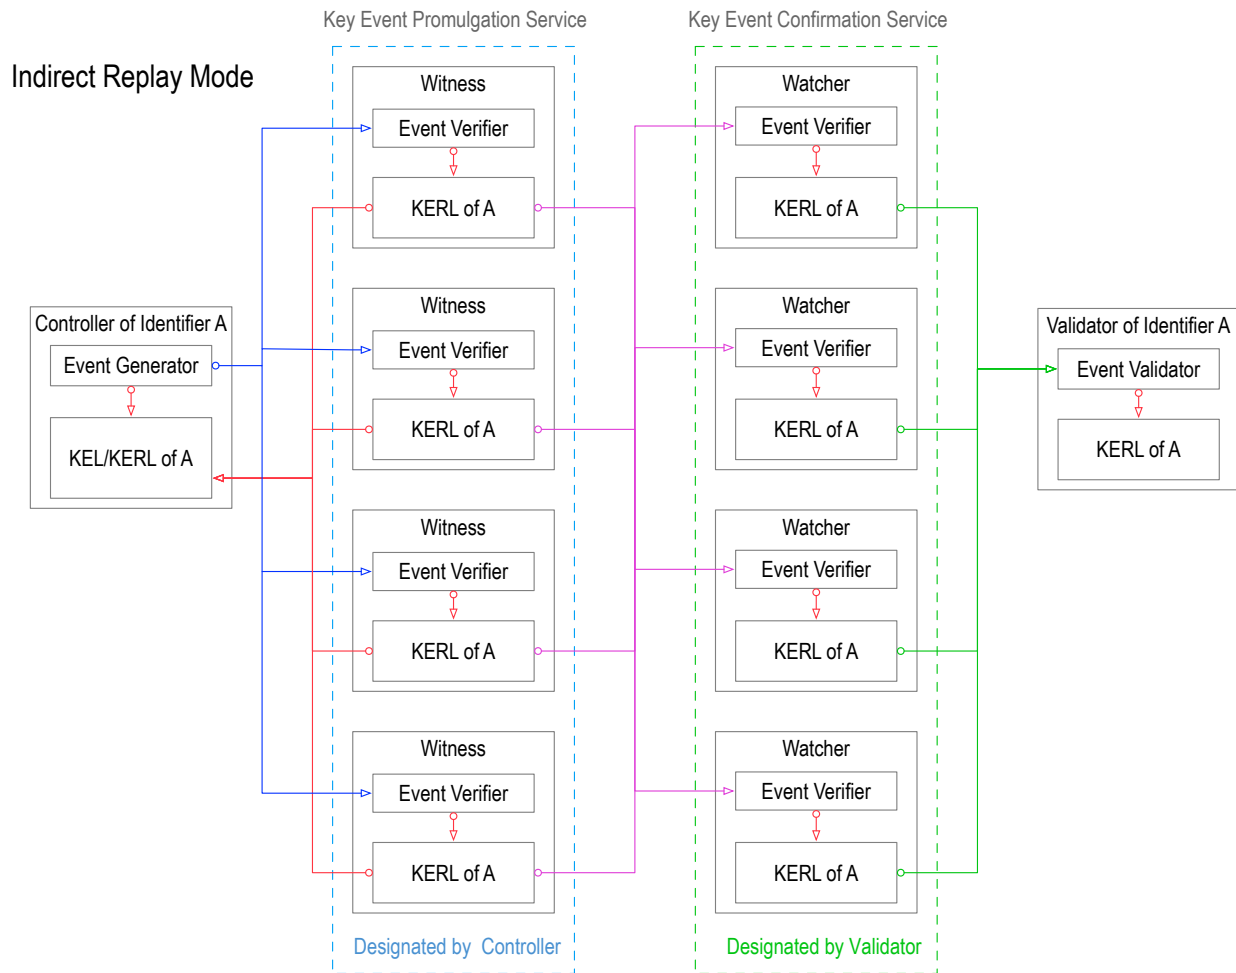 Key Event Promulgation Service
Key Event Confirmation Service
Indirect Replay Mode
Controller of Identifier A
Event Generator
KEL/KERL of A
Witness
Event Verifier
KERL of A
Witness
Event Verifier
KERL of A
Witness
Event Verifier
KERL of A
Witness
Event Verifier
KERL of A
Designated by Controller
Watcher
Event Verifier
KERL of A
Watcher
Event Verifier
KERL of A
Watcher
Event Verifier
KERL of A
Watcher
Event Verifier
KERL of A
Designated by Validator
Validator of Identifier A
Event Validator
KERL of A